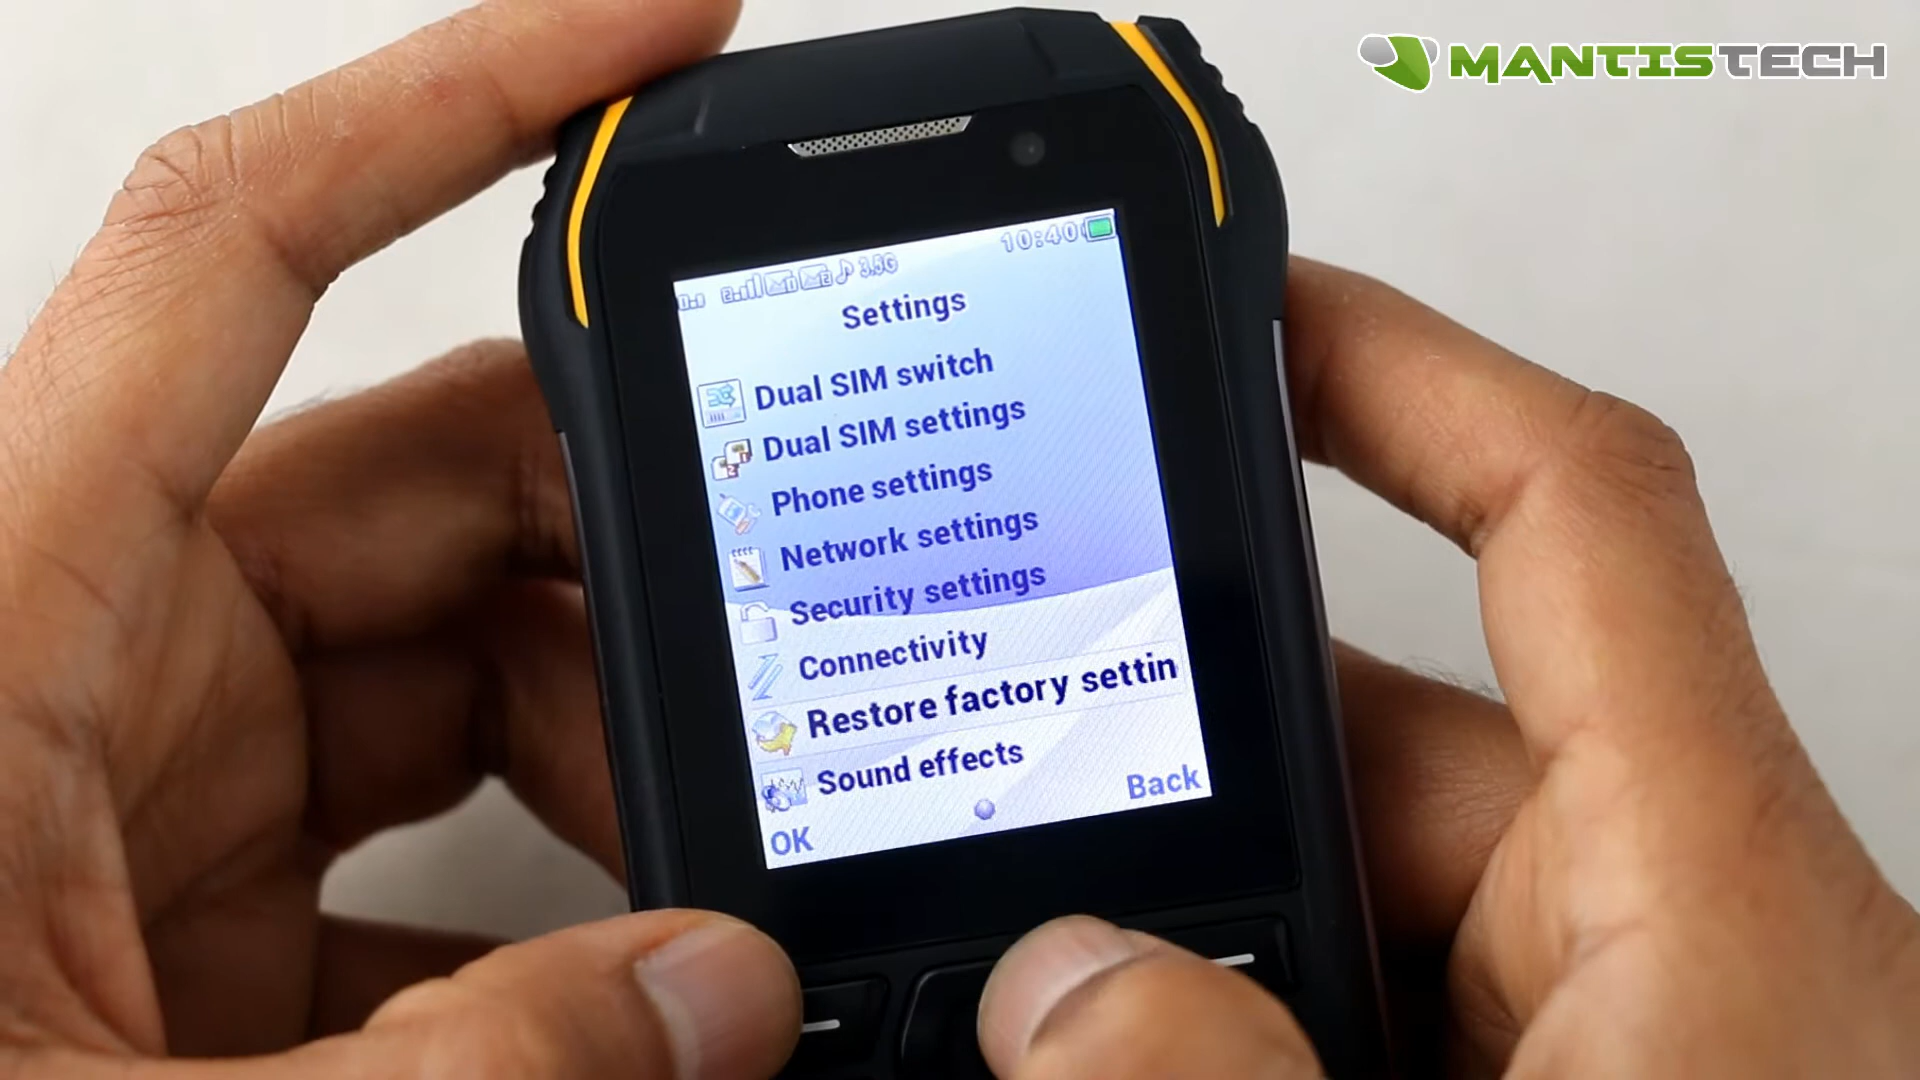 MANTISTECH
3.5G 10:40
Settings
Dual SIM switch
Dual SIM settings
Phone settings
Network settings
Security settings
Connectivity
Restore factory settin
Sound effects
OK Back